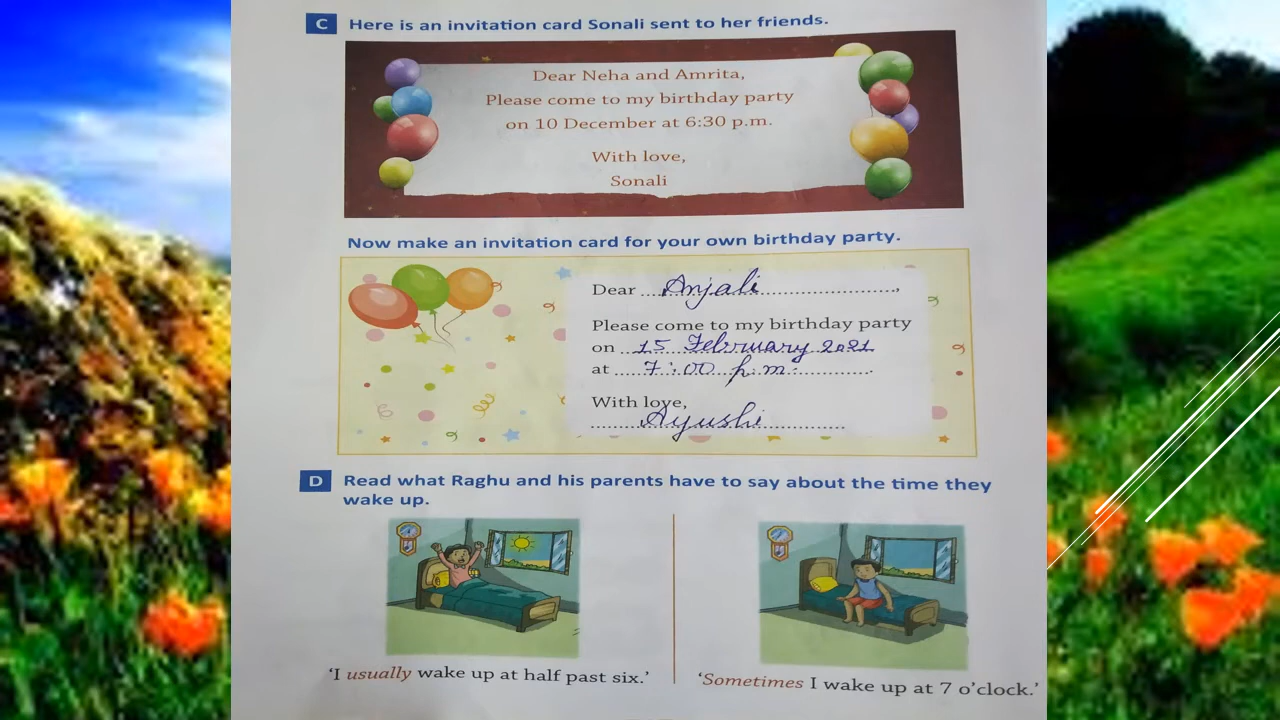 C Here is an invitation card Sonali sent to her friends.
Dear Neha and Amrita,
Please come to my birthday party
on 10 December at 6:30 p.m.
With love,
Sonali
Now make an invitation card for your own birthday party.
Dear ....Anjali....,
Please come to my birthday party
on ....15 February 2021
at ....7:00 p.m.....
With love,
....Ayushi....
D Read what Raghu and his parents have to say about the time they
wake up.
‘I usually wake up at half past six.’
‘Sometimes I wake up at 7 o’clock.’